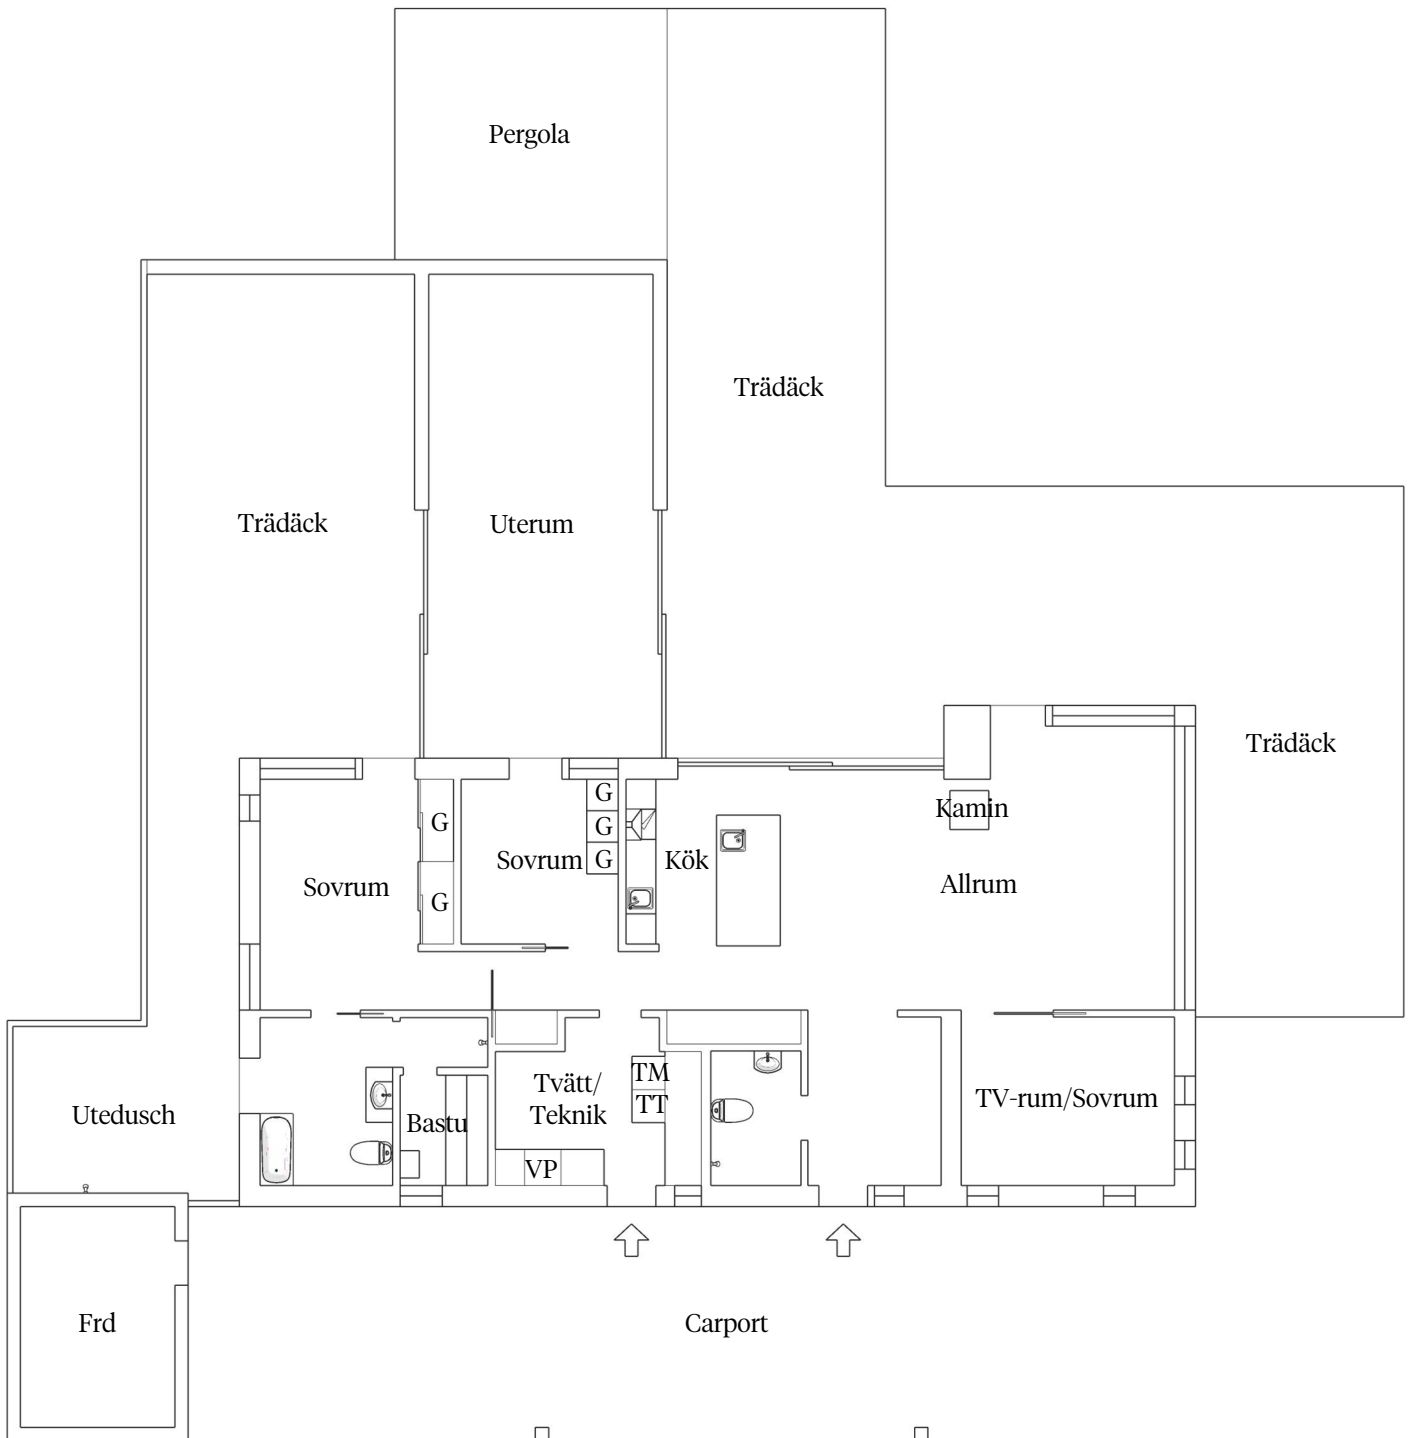 Pergola
Trädäck
Trädäck
Uterum
Trädäck
G
Kamin
G
G
Sovrum
G
Kök
Allrum
Sovrum
G
TM
Tvätt/
Teknik
TT
TV-rum/Sovrum
Utedusch
Bastu
VP
Frd
Carport